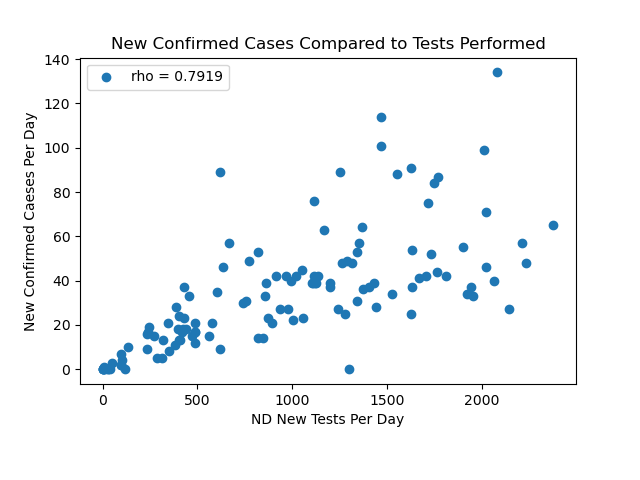 New Confirmed Cases Compared to Tests Performed
rho = 0.7919
New Confirmed Caeses Per Day
140
120
100
80
60
40
20
0
0 500 1000 1500 2000
ND New Tests Per Day